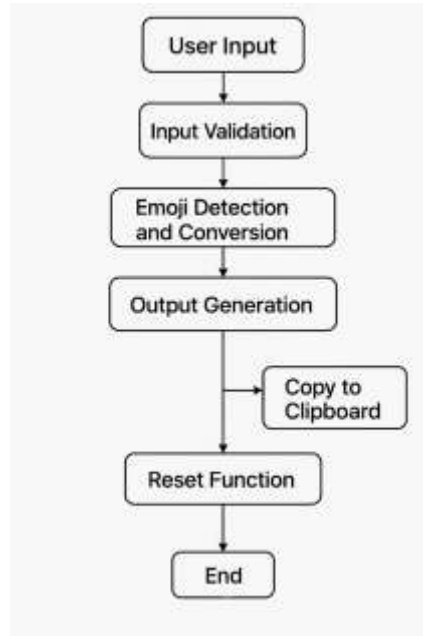 User Input
Input Validation
Emoji Detection
and Conversion
Output Generation
Copy to
Clipboard
Reset Function
End